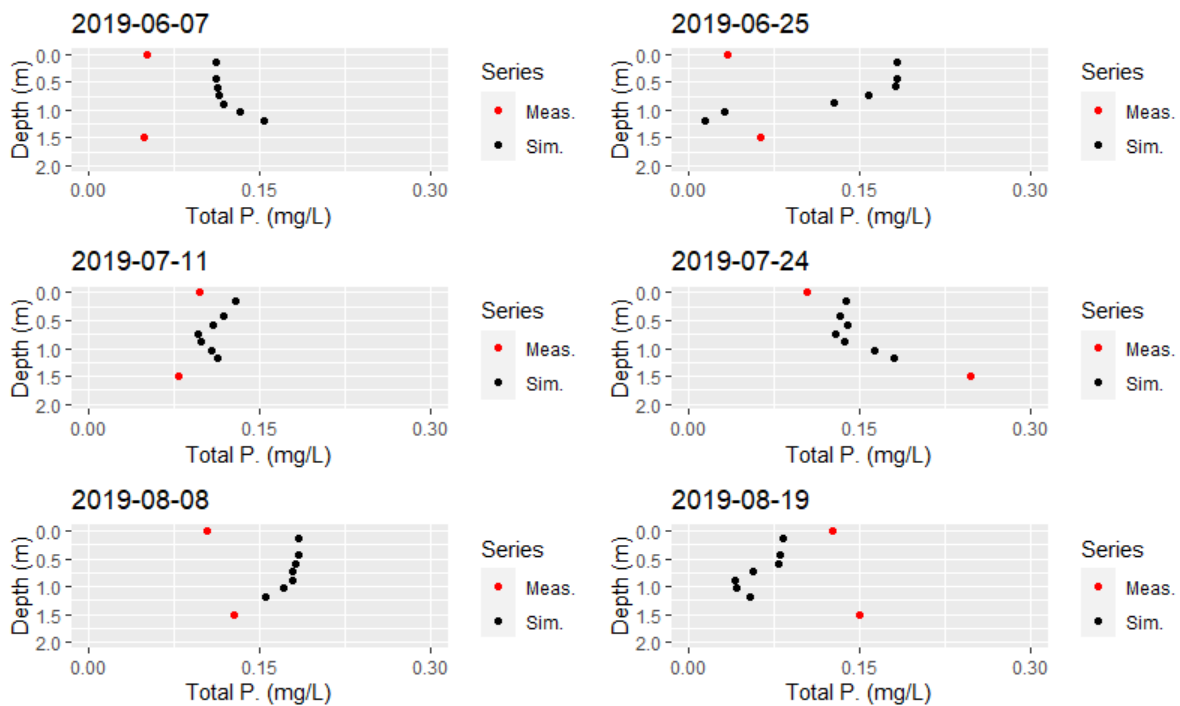 2019-06-07
Depth (m)
0.0
0.5
1.0
1.5
2.0
0.00 0.15 0.30
Total P. (mg/L)
Series
Meas.
Sim.
2019-06-25
Depth (m)
0.0
0.5
1.0
1.5
2.0
0.00 0.15 0.30
Total P. (mg/L)
Series
Meas.
Sim.
2019-07-11
Depth (m)
0.0
0.5
1.0
1.5
2.0
0.00 0.15 0.30
Total P. (mg/L)
Series
Meas.
Sim.
2019-07-24
Depth (m)
0.0
0.5
1.0
1.5
2.0
0.00 0.15 0.30
Total P. (mg/L)
Series
Meas.
Sim.
2019-08-08
Depth (m)
0.0
0.5
1.0
1.5
2.0
0.00 0.15 0.30
Total P. (mg/L)
Series
Meas.
Sim.
2019-08-19
Depth (m)
0.0
0.5
1.0
1.5
2.0
0.00 0.15 0.30
Total P. (mg/L)
Series
Meas.
Sim.